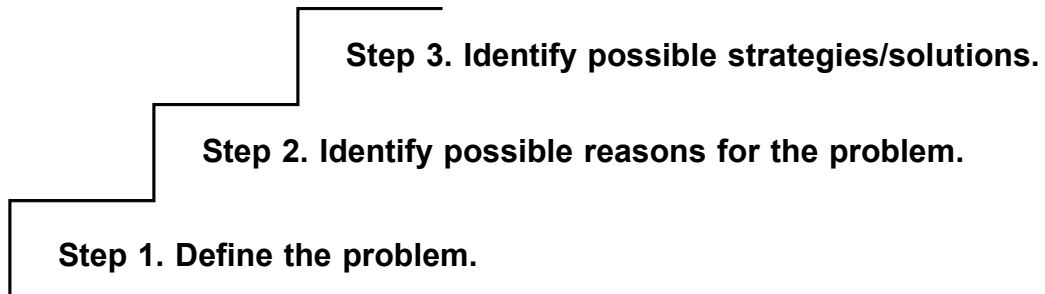 Step 3. Identify possible strategies/solutions.
Step 2. Identify possible reasons for the problem.
Step 1. Define the problem.